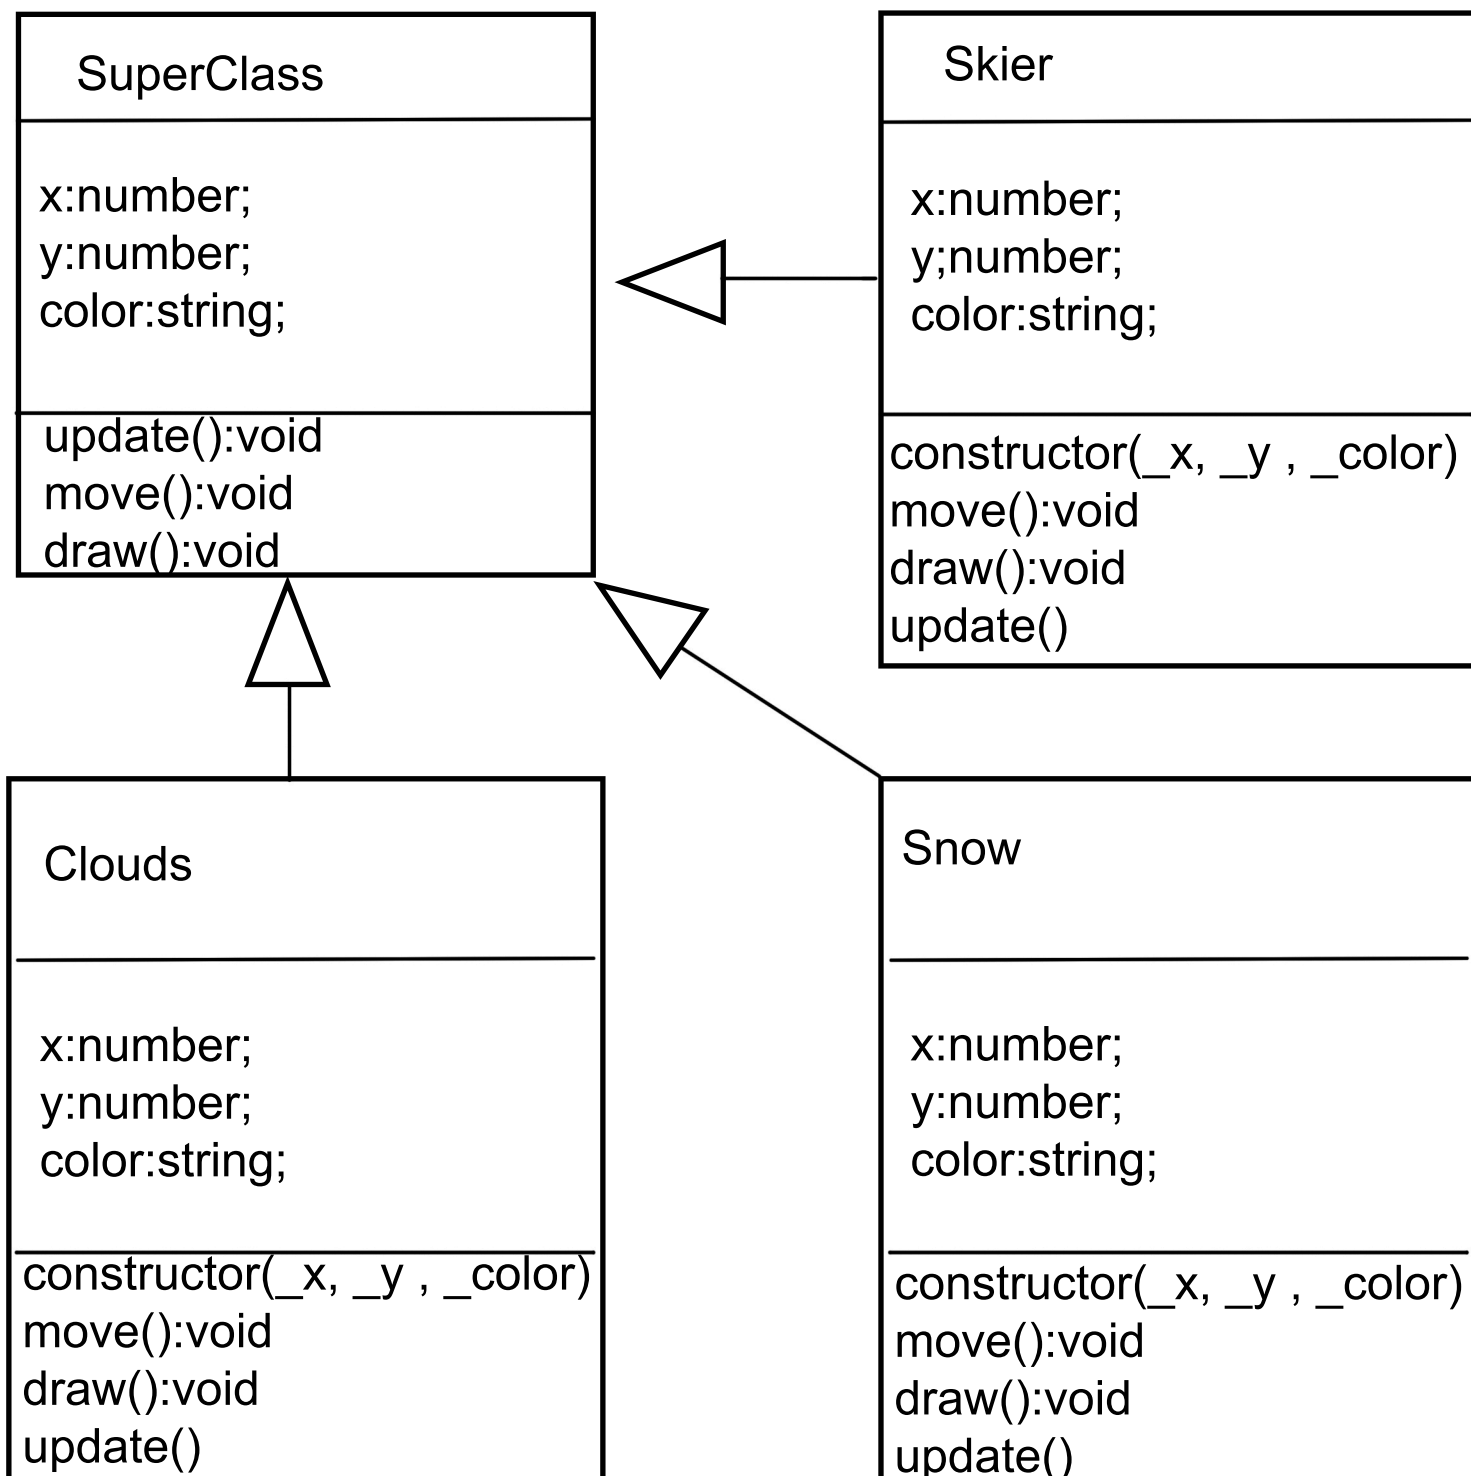 SuperClass
x:number;
y:number;
color:string;
update():void
move():void
draw():void
Skier
x:number;
y;number;
color:string;
constructor(_x, _y , _color)
move():void
draw():void
update()
Clouds
x:number;
y:number;
color:string;
constructor(_x, _y , _color)
move():void
draw():void
update()
Snow
x:number;
y:number;
color:string;
constructor(_x, _y , _color)
move():void
draw():void
update()